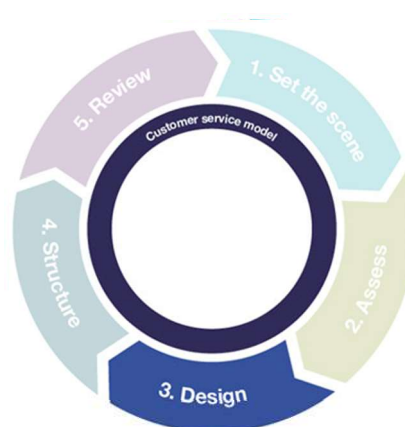 1. Set the scene
2. Assess
3. Design
4. Structure
5. Review
Customer service model